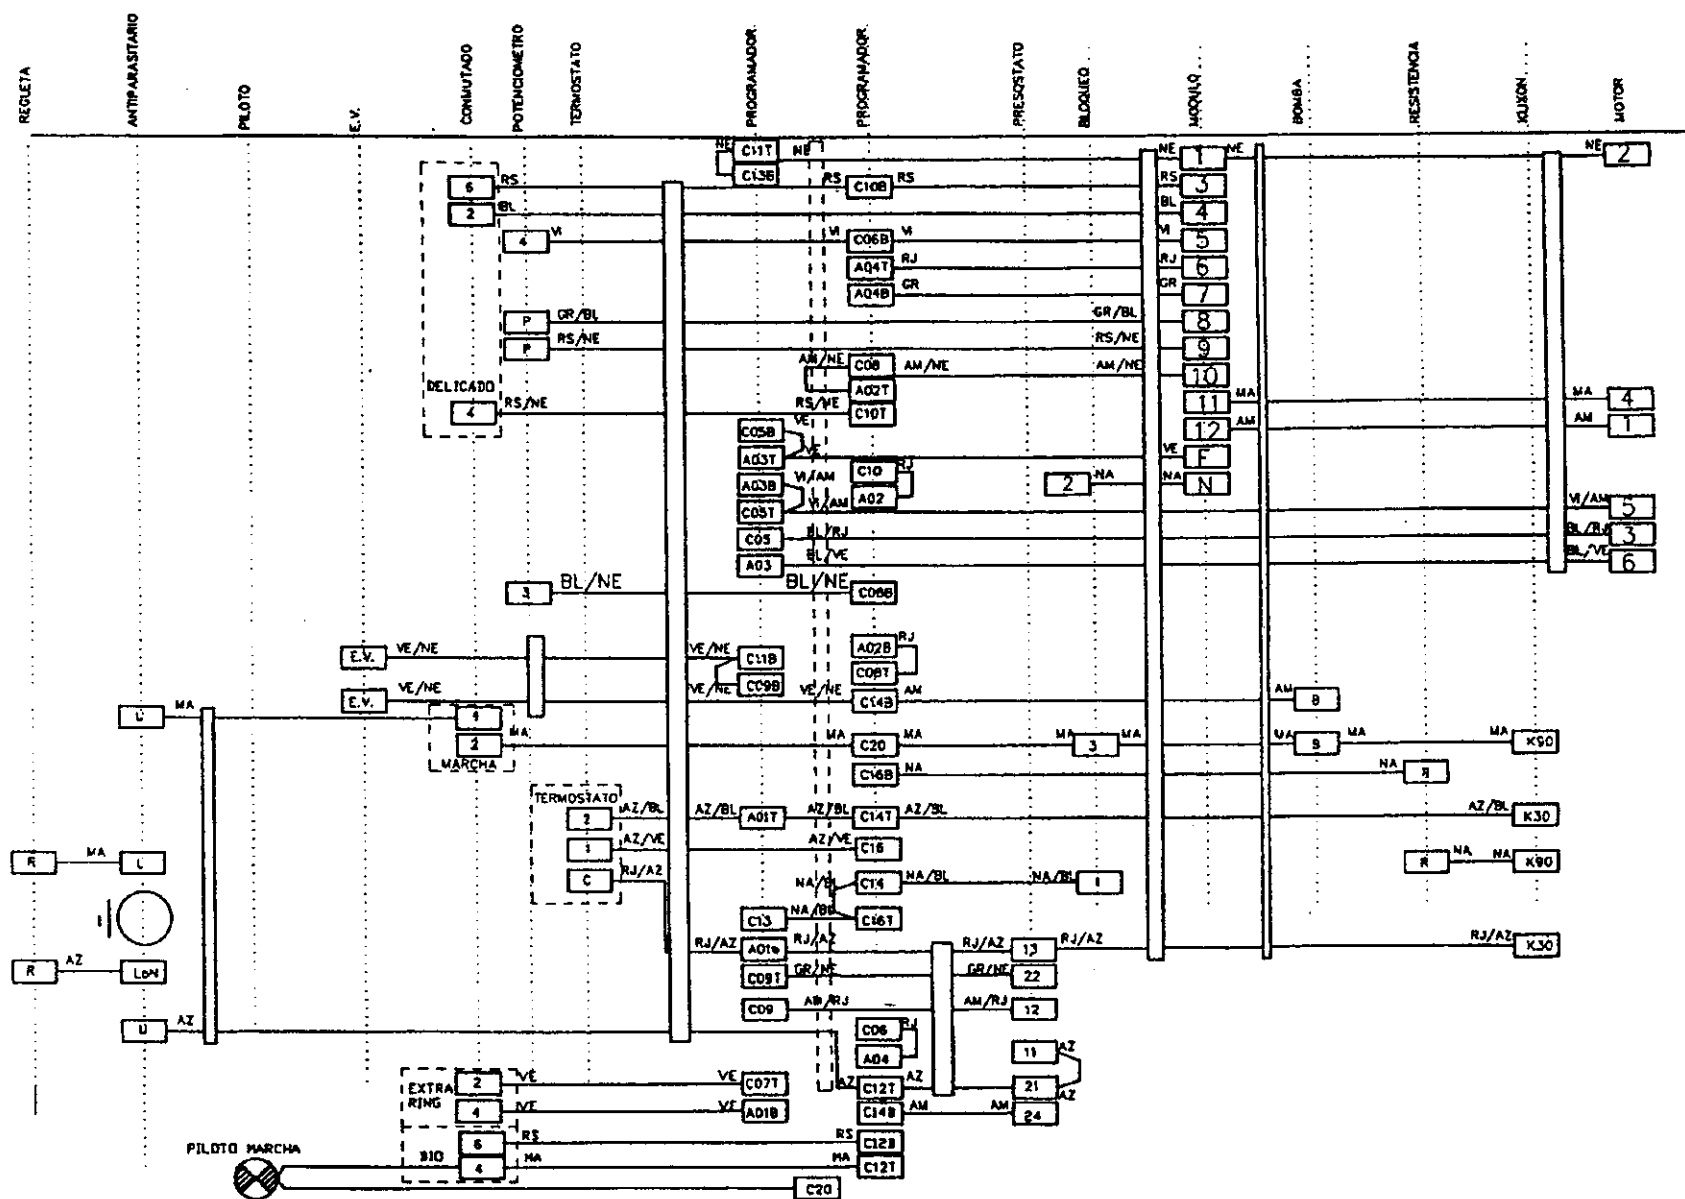 REGLETA ANTIPARASITARIO PILOTO E.V. CONMUTADO POTENCIOMETRO TERMOSTATO PROGRAMADOR PROGRAMADOR PRESOSTATO BLOQUEO MODULO BOMBA RESISTENCIA KLIXON MOTOR
NE C11T NE NE 1 NE NE 2
C13B
6 RS RS C10B RS RS 3
2 BL BL 4
4 VI VI C06B VI VI 5
A04T RJ RJ 6
A04B GR GR 7
P GR/BL GR/BL 8
P RS/NE RS/NE 9
AM/NE C08 AM/NE AM/NE 10
A02T
DELICADO
4 RS/NE RS/NE C10T 11 MA MA 4
C05B VE 12 AM AM 1
A03T VE VE F
C10 RJ
A03B VI/AM A02 2 NA NA N
C05T VI/AM VI/AM 5
C05 BL/RJ BL/RJ 3
A03 BL/VE BL/VE 6
3 BL/NE BL/NE C06B
A02B RJ
E.V. VE/NE VE/NE C11B
C08T
VE/NE C09B
E.V. VE/NE VE/NE C14B AM AM B
U MA 1
2 MA MA C20 MA MA 3 MA MA B MA MA K90
MARCHA
C16B NA NA R
TERMOSTATO
2 AZ/BL AZ/BL A01T AZ/BL C14T AZ/BL AZ/BL K30
1 AZ/VE AZ/VE C16
R MA L R NA NA K90
C RJ/AZ NA/BL C14 NA/BL NA/BL 1
C13 NA/BL C16T
RJ/AZ RJ/AZ RJ/AZ 13 RJ/AZ RJ/AZ K30
R AZ C09T GR/NE GR/NE 22
C09 AM/RJ AM/RJ 12
U AZ C06 RJ
A04 11 AZ
EXTRA RING
2 VE VE C07T AZ C12T AZ 21 AZ
4 VE VE A01B C14B AM AM 24
6 RS RS C12B
PILOTO MARCHA BIO 4 MA MA C12T
C20